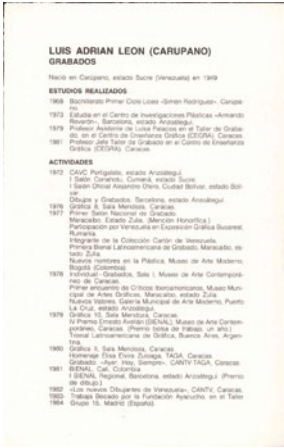 LUIS ADRIAN LEON (CARUPANO)
GRABADOS
Nació en Carúpano, estado Sucre (Venezuela) en 1949
ESTUDIOS REALIZADOS
1968 Bachillerato Primer Ciclo Liceo «Simón Rodríguez». Carúpano.
1973 Estudia en el Centro de Investigaciones Plásticas «Armando
Reverón», Barcelona, estado Anzoátegui.
1979 Profesor Asistente de Luisa Palacios en el Taller de Graba-
do, en el Centro de Enseñanza Gráfica (CEGRA). Caracas.
1981 Profesor Jefe Taller de Grabado en el Centro de Enseñanza
Gráfica (CEGRA). Caracas.
ACTIVIDADES
1972 CAVC Portugalete, estado Anzoátegui.
I Salón Cumaná, estado Sucre.
I Salón Oficial Alejandro Otero, Ciudad Bolívar, estado Bolí-
var.
Dibujos y Grabados, Barcelona, estado Anzoátegui.
1976 Gráfica 8, Sala Mendoza, Caracas.
1977 Primer Salón Nacional de Grabado.
Maracaibo. Estado Zulia. (Mención Honorífica.)
Participación por Venezuela en Exposición Gráfica Bucarest,
Rumania.
Integrante de la Colección Cartón de Venezuela.
Primera Bienal Latinoamericana de Grabado, Maracaibo, es-
tado Zulia.
Nuevos nombres en la Plástica, Museo de Arte Moderno,
Bogotá (Colombia).
1978 Individual - Grabados, Sala I, Museo de Arte Contemporá-
neo de Caracas.
Primer encuentro de Críticos Iberoamericanos, Museo Muni-
cipal de Artes Gráficas, Maracaibo, estado Zulia.
Nuevos Valores, Galería Municipal de Arte Moderno, Puerto
La Cruz, estado Anzoátegui.
1979 Gráfica 10, Sala Mendoza, Caracas.
IV Premio Ernesto Avellán (BIENAL), Museo de Arte Contem-
poráneo, Caracas. (Premio bolsa de trabajo, un año.)
Trienal Latinoamericana de Gráfica, Buenos Aires, Argen-
tina.
1980 Gráfica 11, Sala Mendoza, Caracas.
Homenaje Elisa Elvira Zuloaga, TAGA, Caracas.
Grabado: «Ayer, Hoy, Siempre», CANTV-TAGA, Caracas.
1981 BIENAL, Cali, Colombia.
I BIENAL Regional, Barcelona, estado Anzoátegui. (Premio
de dibujo.)
1982 «Los nuevos Dibujantes de Venezuela», CANTV, Caracas.
1983 Trabaja Becado por la Fundación Ayacucho, en el Taller
1984 Grupo 15, Madrid (España).